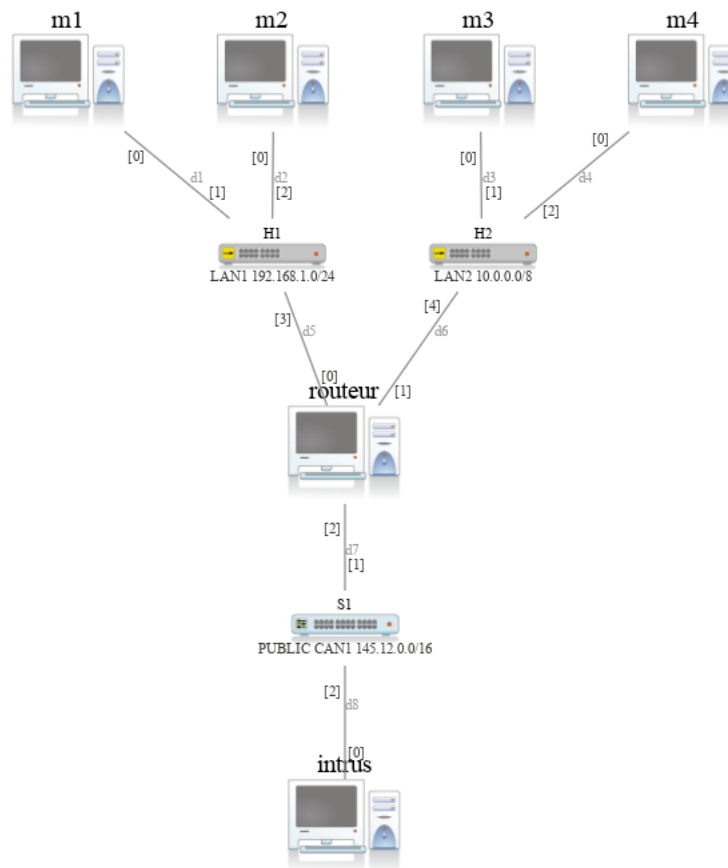 m1
m2
m3
m4
[0]
[0]
[0]
[0]
d1
d2
d3
d4
[1]
[2]
[1]
[2]
H1
H2
LAN1 192.168.1.0/24
LAN2 10.0.0.0/8
[3]
[4]
d5
d6
[0]
[1]
routeur
[2]
d7
[1]
S1
PUBLIC CAN1 145.12.0.0/16
[2]
d8
[0]
intrus